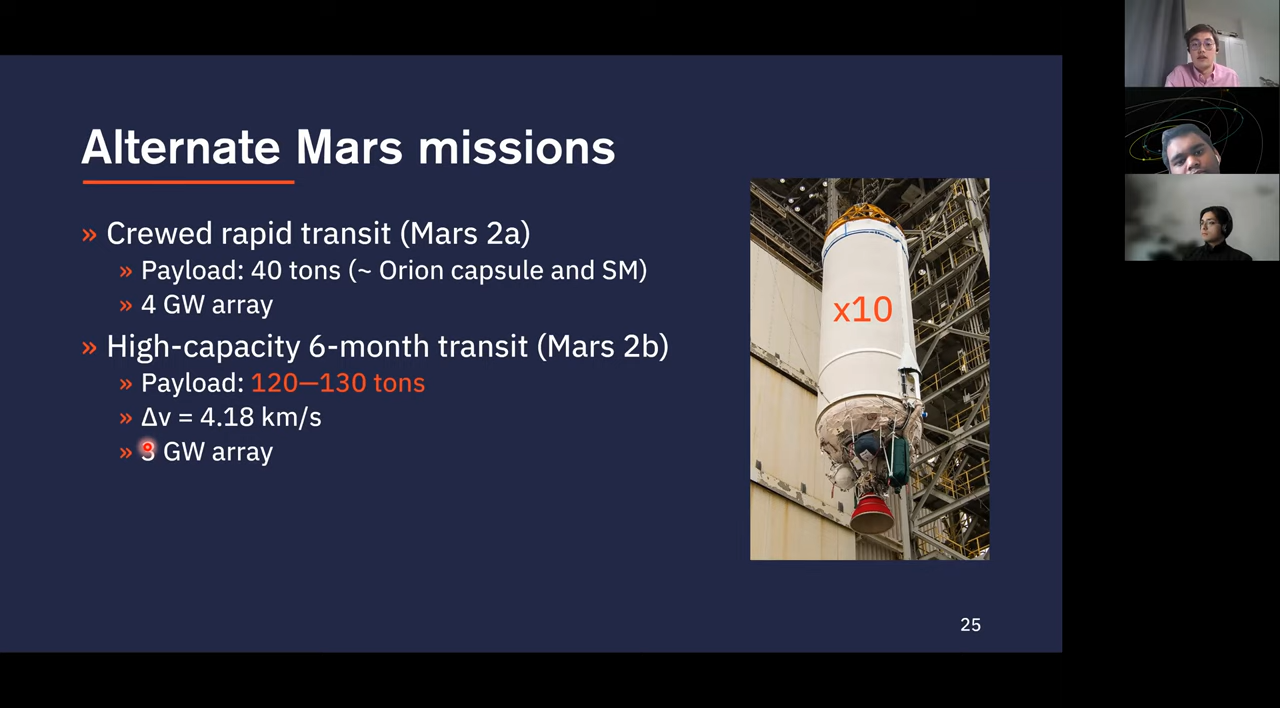 Alternate Mars missions
» Crewed rapid transit (Mars 2a)
» Payload: 40 tons (~ Orion capsule and SM)
» 4 GW array
» High-capacity 6-month transit (Mars 2b)
» Payload: 120—130 tons
» Δv = 4.18 km/s
» GW array
x10
25